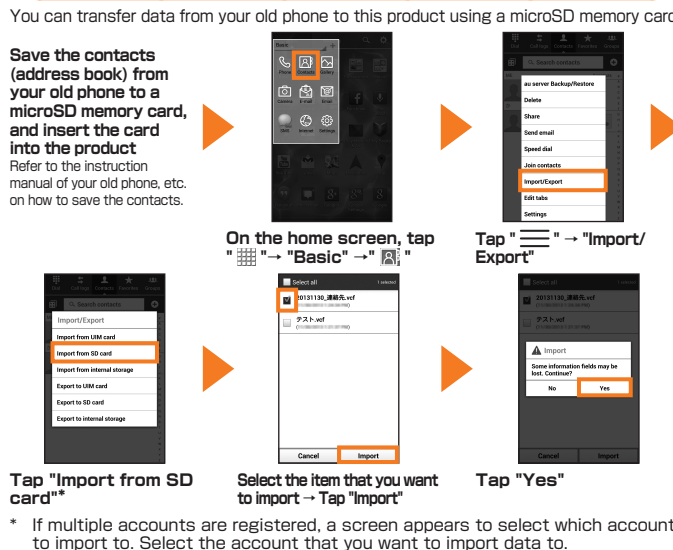 You can transfer data from your old phone to this product using a microSD memory card
Save the contacts
(address book) from
your old phone to a
microSD memory card,
and insert the card
into the product
Refer to the instruction
manual of your old phone, etc.
on how to save the contacts.
Basic
Phone Contacts Gallery
Camera E-mail Email
SMS Internet Settings
On the home screen, tap
" "→ "Basic" →" "
Dial Call logs Contacts Favorites Groups
Search contacts
au server Backup/Restore
Delete
Share
Send email
Speed dial
Join contacts
Import/Export
Edit tabs
Settings
Tap " " → "Import/
Export"
Dial Call logs Contacts Favorites Groups
Search contacts
Import/Export
Import from UIM card
Import from SD card
Import from internal storage
Export to UIM card
Export to SD card
Export to internal storage
Tap "Import from SD
card"*
Select all 1 selected
20131130_連絡先.vcf
テスト.vcf
Cancel Import
Select the item that you want
to import → Tap "Import"
Select all 1 selected
20131130_連絡先.vcf
テスト.vcf
Import
Some information fields may be
lost. Continue?
No Yes
Cancel Import
Tap "Yes"
* If multiple accounts are registered, a screen appears to select which account
to import to. Select the account that you want to import data to.